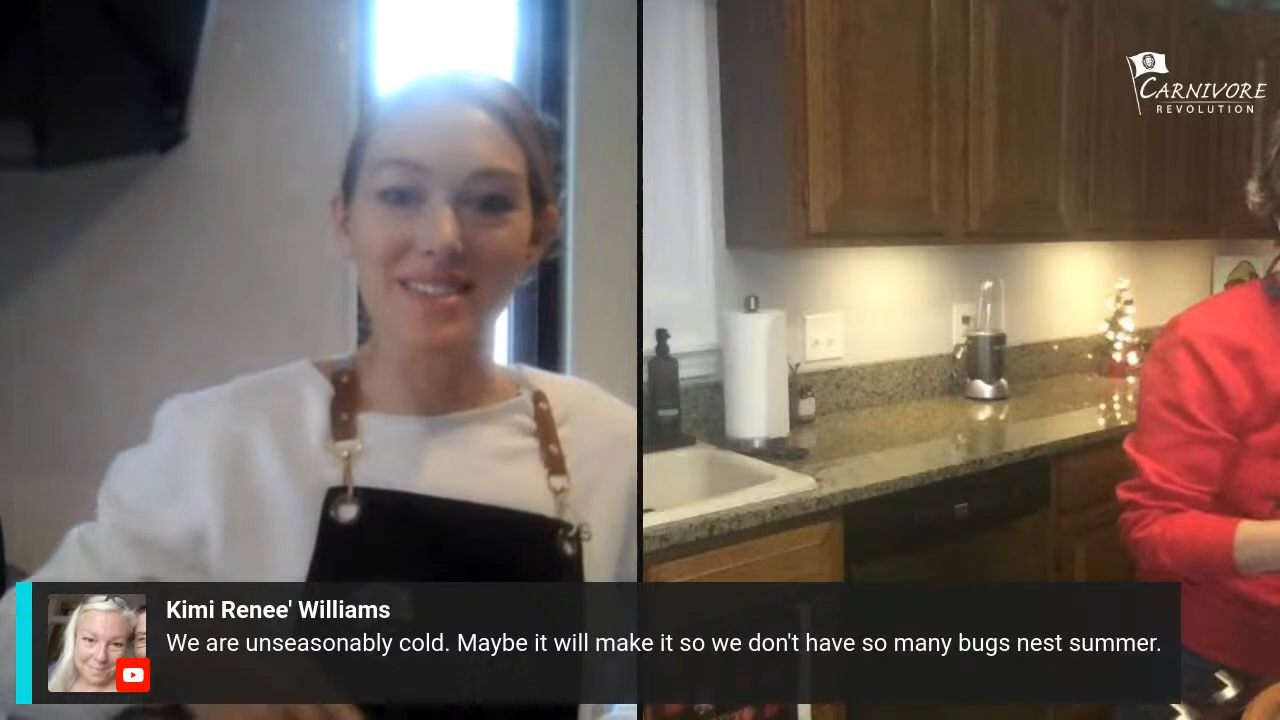 CARNIVORE
REVOLUTION
Kimi Renee' Williams
We are unseasonably cold. Maybe it will make it so we don't have so many bugs nest summer.